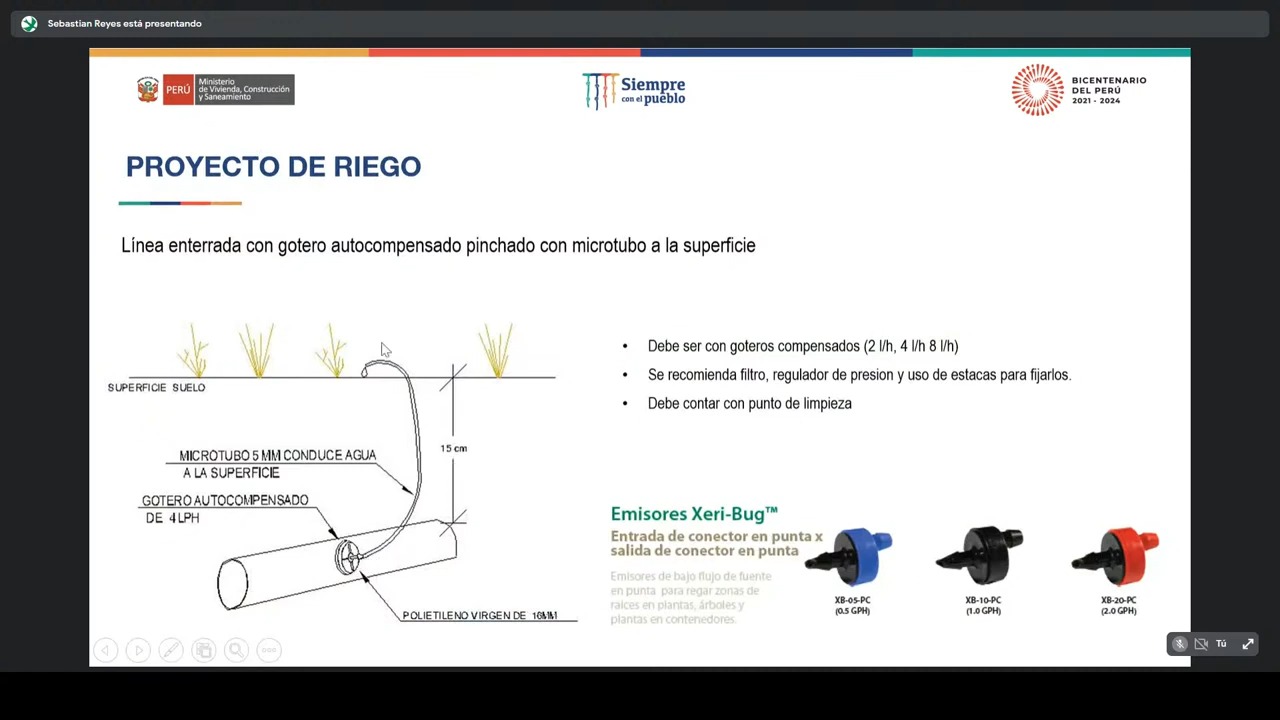 Sebastian Reyes está presentando
PERÚ
Ministerio
de Vivienda, Construcción
y Saneamiento
Siempre
con el pueblo
BICENTENARIO
DEL PERÚ
2021 - 2024
PROYECTO DE RIEGO
Línea enterrada con gotero autocompensado pinchado con microtubo a la superficie
SUPERFICIE SUELO
15 cm
MICROTUBO 5 MM CONDUCE AGUA
A LA SUPERFICIE
GOTERO AUTOCOMPENSADO
DE 4 LPH
POLIETILENO VIRGEN DE 16MM
• Debe ser con goteros compensados (2 l/h, 4 l/h 8 l/h)
• Se recomienda filtro, regulador de presion y uso de estacas para fijarlos.
• Debe contar con punto de limpieza
Emisores Xeri-Bug™
Entrada de conector en punta x
salida de conector en punta
Emisores de bajo flujo de fuente
en punta para regar zonas de
raíces en plantas, árboles y
plantas en contenedores.
XB-05-PC
(0.5 GPH)
XB-10-PC
(1.0 GPH)
XB-20-PC
(2.0 GPH)
Tú